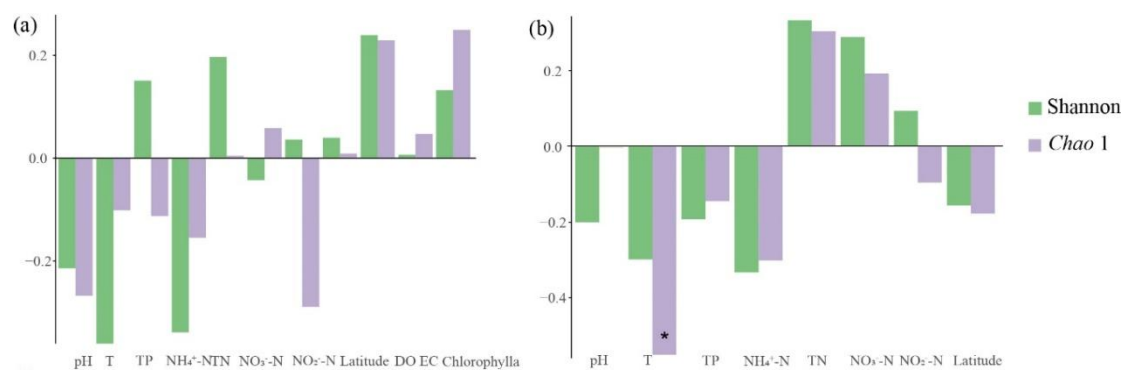 (a)
0.2
0.0
−0.2
pH T TP NH₄⁺-N TN NO₃⁻-N NO₂⁻-N Latitude DO EC Chlorophylla
(b)
0.2
0.0
−0.2
−0.4
*
pH T TP NH₄⁺-N TN NO₃⁻-N NO₂⁻-N Latitude
Shannon
Chao 1